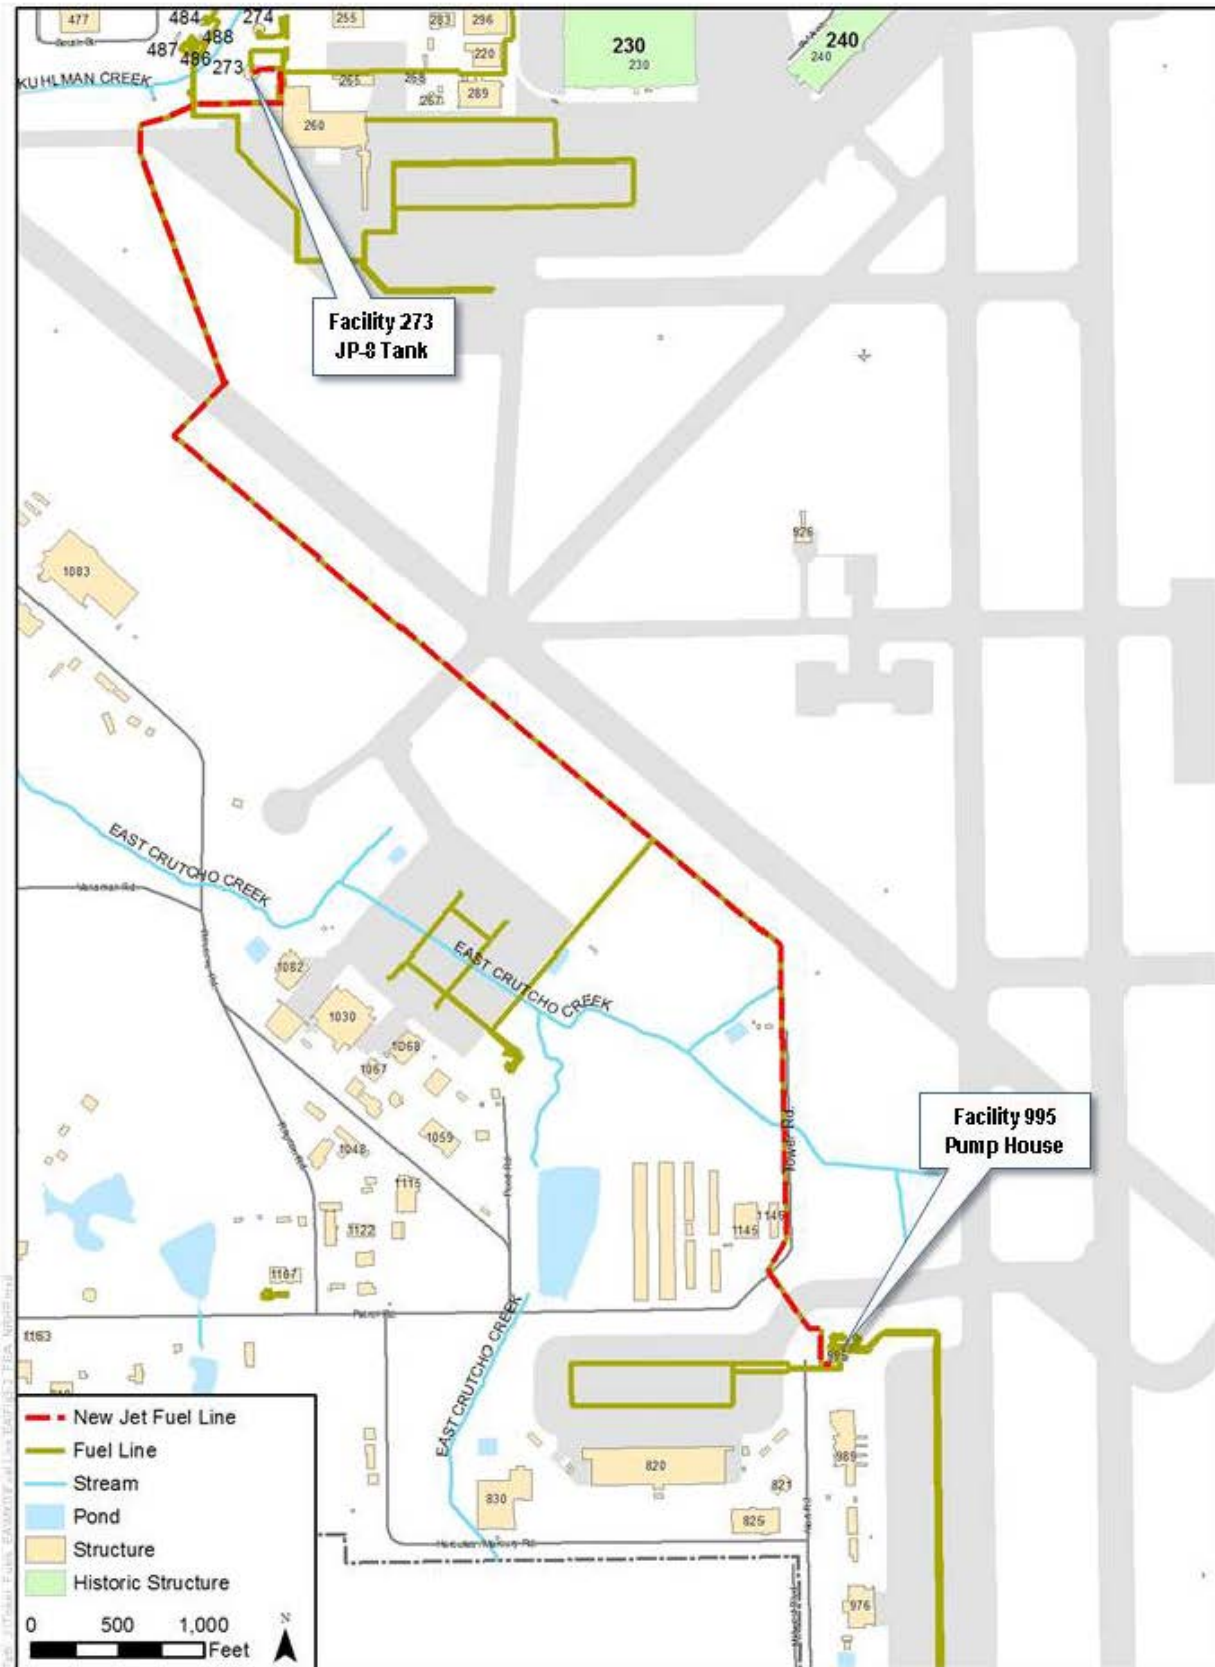 477
484
274
255
283
296
487
488
486
273
220
230
230
240
240
KUHLMAN CREEK
265
268
267
289
260
Facility 273
JP-8 Tank
926
1083
EAST CRUTCHO CREEK
EAST CRUTCHO CREEK
1082
1030
1068
1067
1059
1048
1115
1122
1167
1163
Pond Rd.
Patrol Rd.
Tower Rd.
1145
1146
Facility 995
Pump House
995
EAST CRUTCHO CREEK
820
821
825
830
989
976
New Jet Fuel Line
Fuel Line
Stream
Pond
Structure
Historic Structure
0 500 1,000
Feet
N